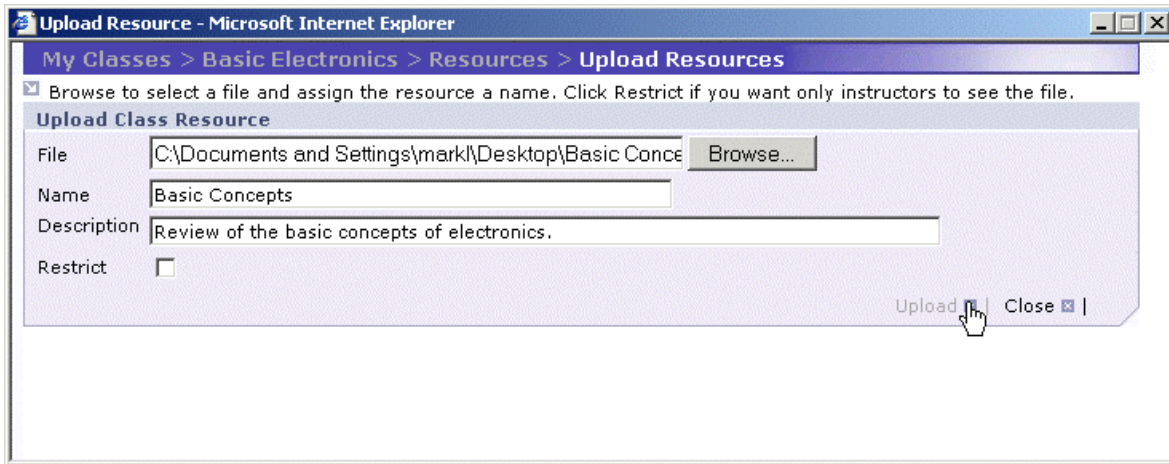 Upload Resource - Microsoft Internet Explorer
My Classes > Basic Electronics > Resources > Upload Resources
Browse to select a file and assign the resource a name. Click Restrict if you want only instructors to see the file.
Upload Class Resource
File C:\Documents and Settings\markl\Desktop\Basic Conce Browse...
Name Basic Concepts
Description Review of the basic concepts of electronics.
Restrict
Upload | Close |